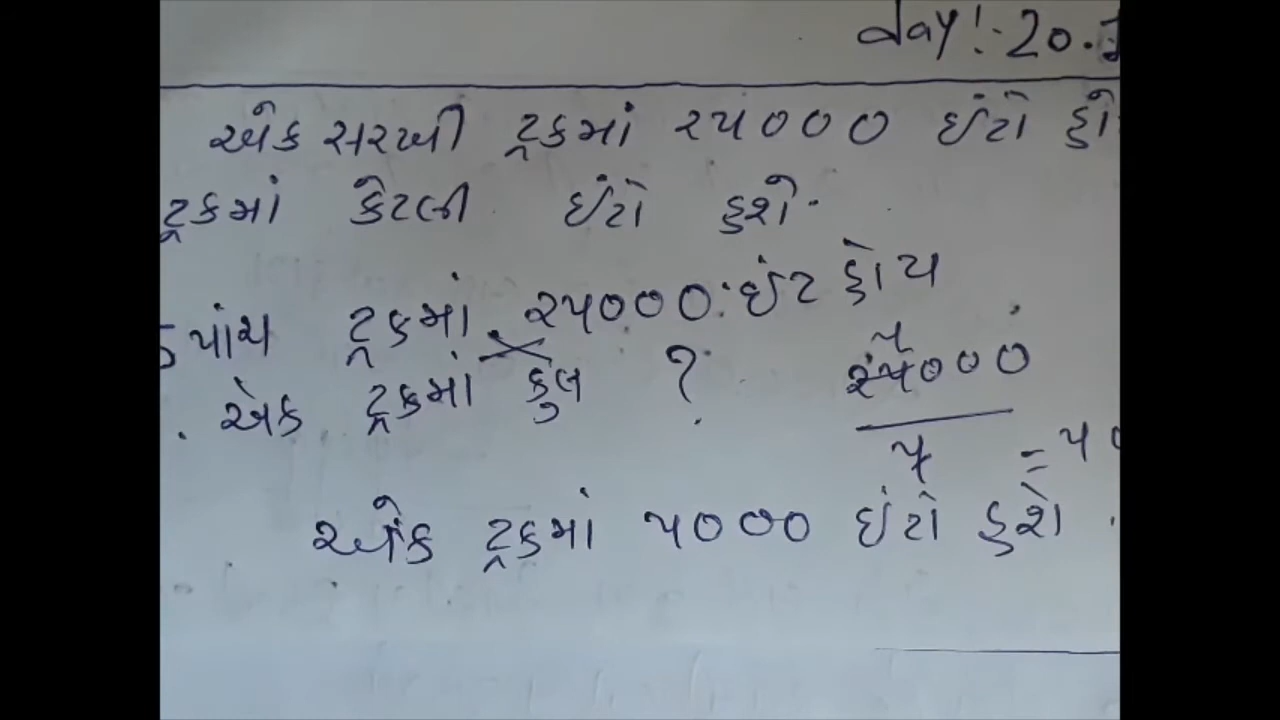 day :- 20.
એક સરખી ટ્રકમાં ૨૫૦૦૦ ઈંટો હો
ટ્રકમાં કેટલી ઈંટો હશે.
પાંચ ટ્રકમાં ૨૫૦૦૦ ઈંટ હોય
એક ટ્રકમાં કુલ ?
૫
૨૫૦૦૦
૫ = ૫૦
એક ટ્રકમાં ૫૦૦૦ ઈંટો હશે.